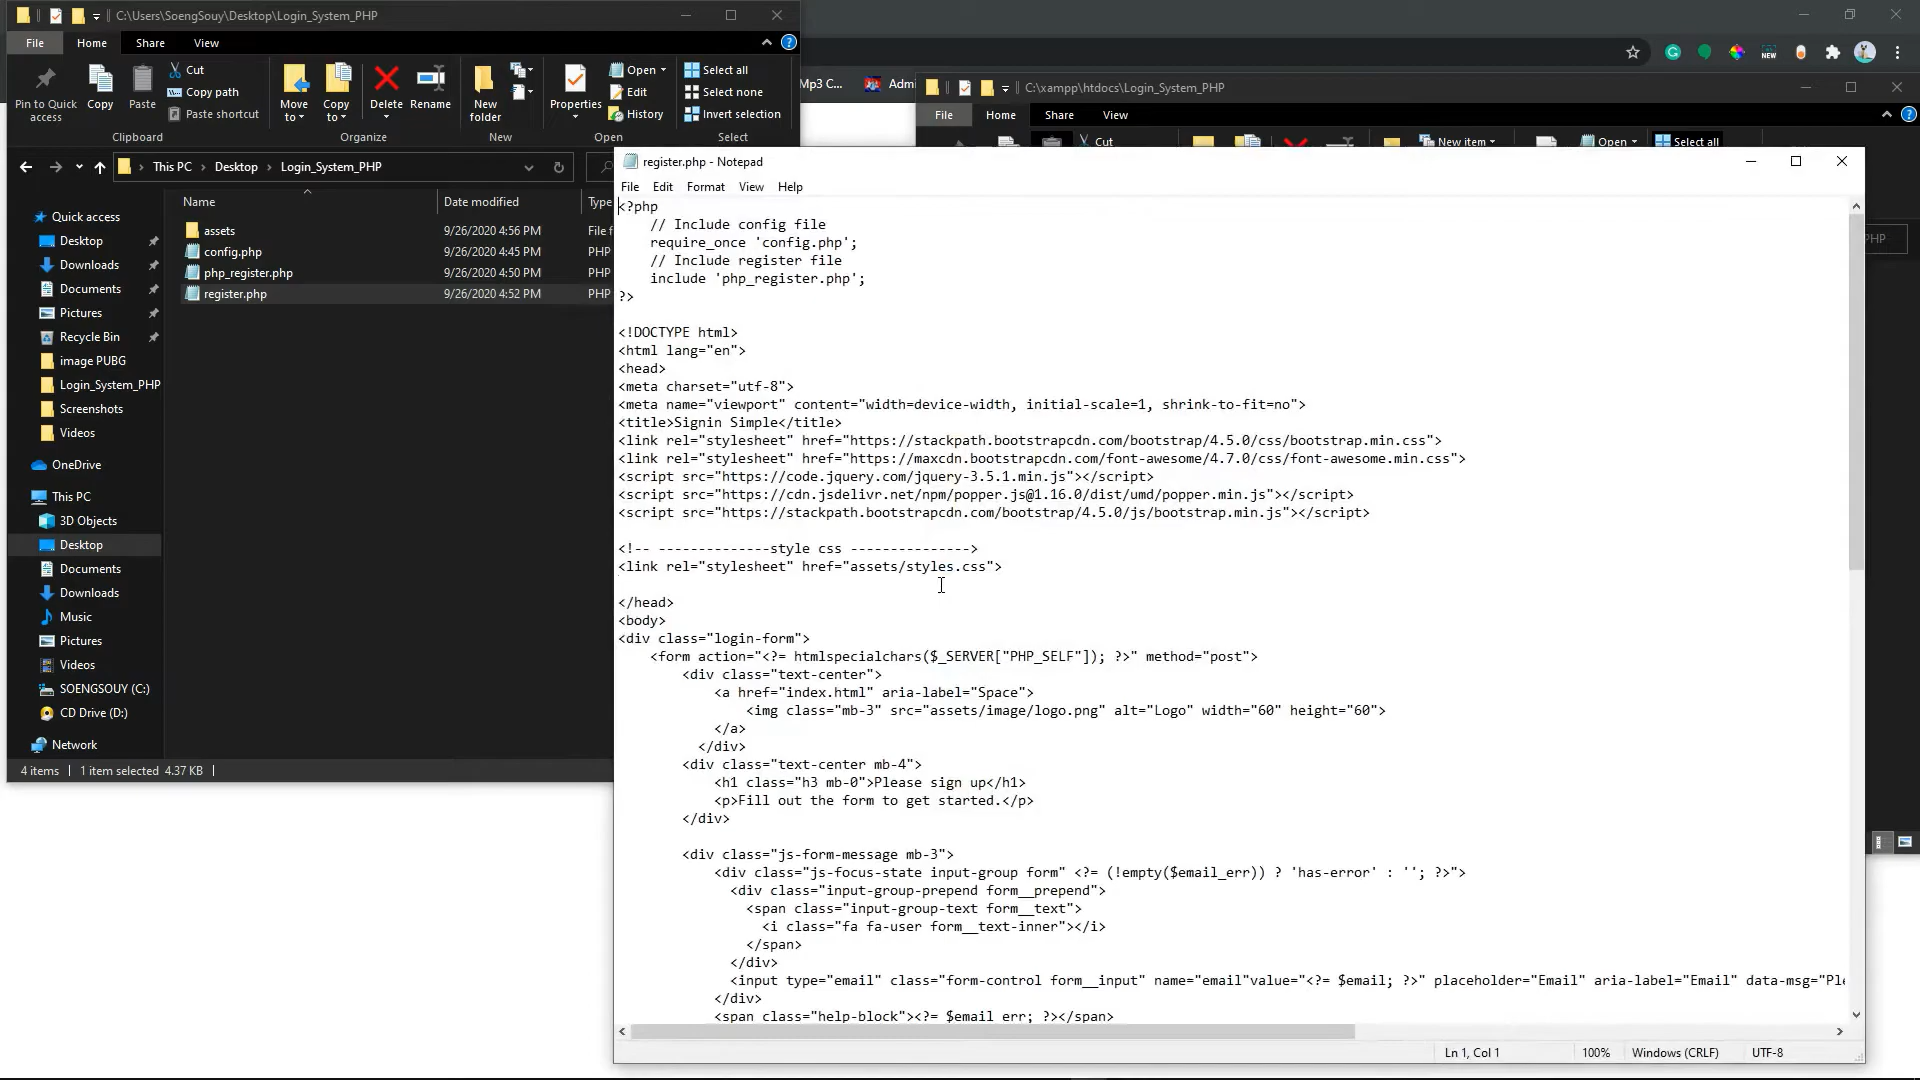 C:\Users\SoengSouy\Desktop\Login_System_PHP
File Home Share View
Pin to Quick access
Copy
Paste
Cut
Copy path
Paste shortcut
Clipboard
Move to
Copy to
Delete
Rename
Organize
New folder
New
Properties
Open
Edit
History
Open
Select all
Select none
Invert selection
Select
This PC > Desktop > Login_System_PHP
Name Date modified Type
assets 9/26/2020 4:56 PM File f
config.php 9/26/2020 4:45 PM PHP
php_register.php 9/26/2020 4:50 PM PHP
register.php 9/26/2020 4:52 PM PHP
Quick access
Desktop
Downloads
Documents
Pictures
Recycle Bin
image PUBG
Login_System_PHP
Screenshots
Videos
OneDrive
This PC
3D Objects
Desktop
Documents
Downloads
Music
Pictures
Videos
SOENGSOUY (C:)
CD Drive (D:)
Network
4 items 1 item selected 4.37 KB
Mp3 C... Admi
NEW
C:\xampp\htdocs\Login_System_PHP
File Home Share View
Cut New item Open Select all
PHP
register.php - Notepad
File Edit Format View Help
<?php
// Include config file
require_once 'config.php';
// Include register file
include 'php_register.php';
?>
<!DOCTYPE html>
<html lang="en">
<head>
<meta charset="utf-8">
<meta name="viewport" content="width=device-width, initial-scale=1, shrink-to-fit=no">
<title>Signin Simple</title>
<link rel="stylesheet" href="https://stackpath.bootstrapcdn.com/bootstrap/4.5.0/css/bootstrap.min.css">
<link rel="stylesheet" href="https://maxcdn.bootstrapcdn.com/font-awesome/4.7.0/css/font-awesome.min.css">
<script src="https://code.jquery.com/jquery-3.5.1.min.js"></script>
<script src="https://cdn.jsdelivr.net/npm/popper.js@1.16.0/dist/umd/popper.min.js"></script>
<script src="https://stackpath.bootstrapcdn.com/bootstrap/4.5.0/js/bootstrap.min.js"></script>
<!-- --------------style css --------------->
<link rel="stylesheet" href="assets/styles.css">
</head>
<body>
<div class="login-form">
<form action="<?= htmlspecialchars($_SERVER["PHP_SELF"]); ?>" method="post">
<div class="text-center">
<a href="index.html" aria-label="Space">
<img class="mb-3" src="assets/image/logo.png" alt="Logo" width="60" height="60">
</a>
</div>
<div class="text-center mb-4">
<h1 class="h3 mb-0">Please sign up</h1>
<p>Fill out the form to get started.</p>
</div>
<div class="js-form-message mb-3">
<div class="js-focus-state input-group form" <?= (!empty($email_err)) ? 'has-error' : ''; ?>">
<div class="input-group-prepend form__prepend">
<span class="input-group-text form__text">
<i class="fa fa-user form__text-inner"></i>
</span>
</div>
<input type="email" class="form-control form__input" name="email"value="<?= $email; ?>" placeholder="Email" aria-label="Email" data-msg="Ple
</div>
<span class="help-block"><?= $email_err; ?></span>
Ln 1, Col 1 100% Windows (CRLF) UTF-8